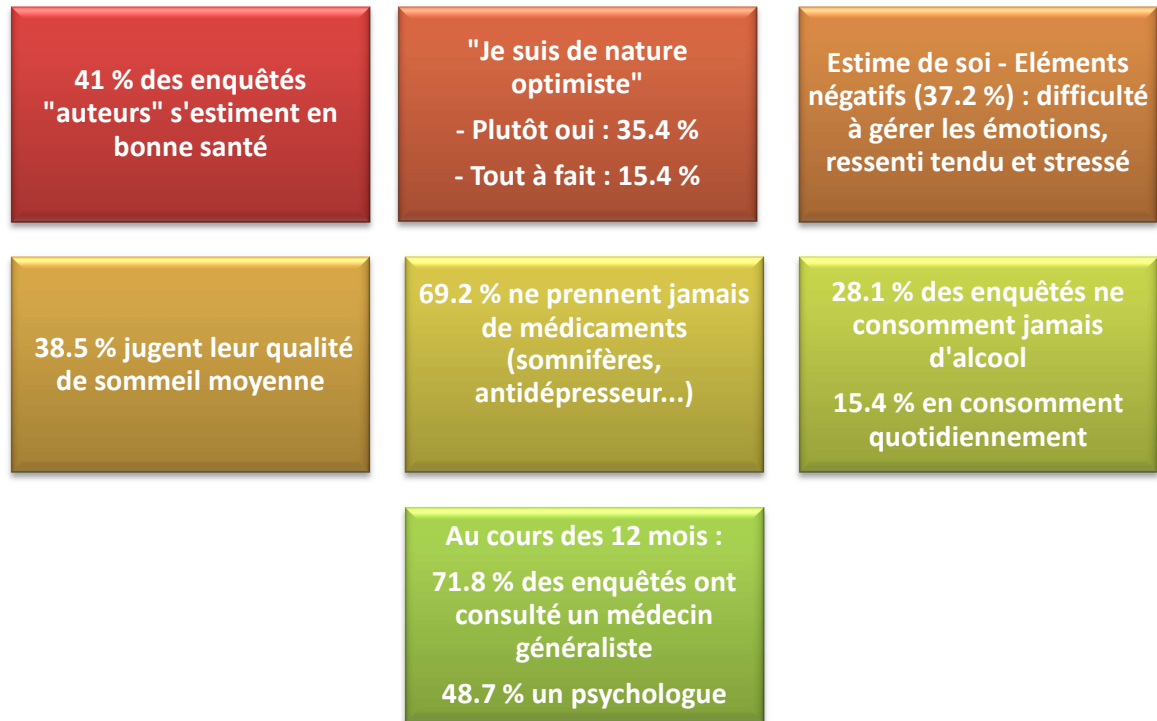 41 % des enquêtés
"auteurs" s'estiment en
bonne santé
"Je suis de nature
optimiste"
- Plutôt oui : 35.4 %
- Tout à fait : 15.4 %
Estime de soi - Eléments
négatifs (37.2 %) : difficulté
à gérer les émotions,
ressenti tendu et stressé
38.5 % jugent leur qualité
de sommeil moyenne
69.2 % ne prennent jamais
de médicaments
(somnifères,
antidépresseur...)
28.1 % des enquêtés ne
consomment jamais
d'alcool
15.4 % en consomment
quotidiennement
Au cours des 12 mois :
71.8 % des enquêtés ont
consulté un médecin
généraliste
48.7 % un psychologue